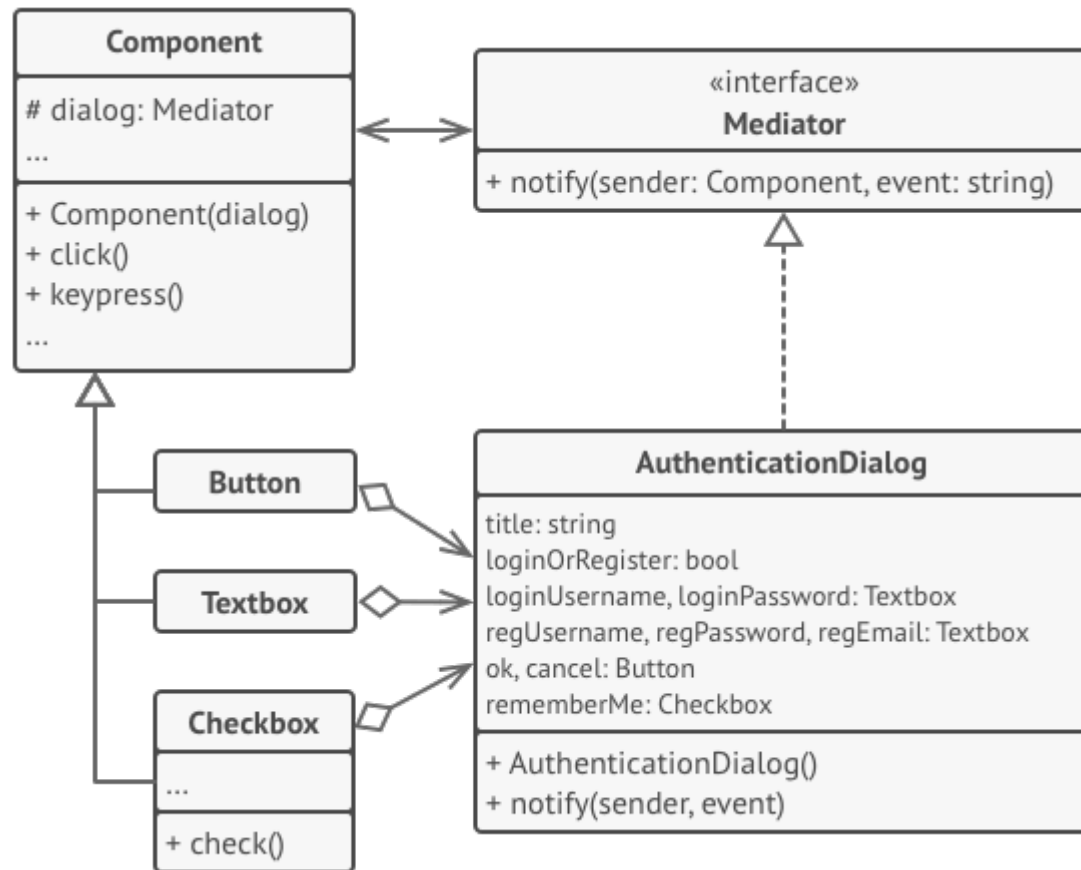 Component
# dialog: Mediator
...
+ Component(dialog)
+ click()
+ keypress()
...
«interface»
Mediator
+ notify(sender: Component, event: string)
Button
Textbox
Checkbox
...
+ check()
AuthenticationDialog
title: string
loginOrRegister: bool
loginUsername, loginPassword: Textbox
regUsername, regPassword, regEmail: Textbox
ok, cancel: Button
rememberMe: Checkbox
+ AuthenticationDialog()
+ notify(sender, event)